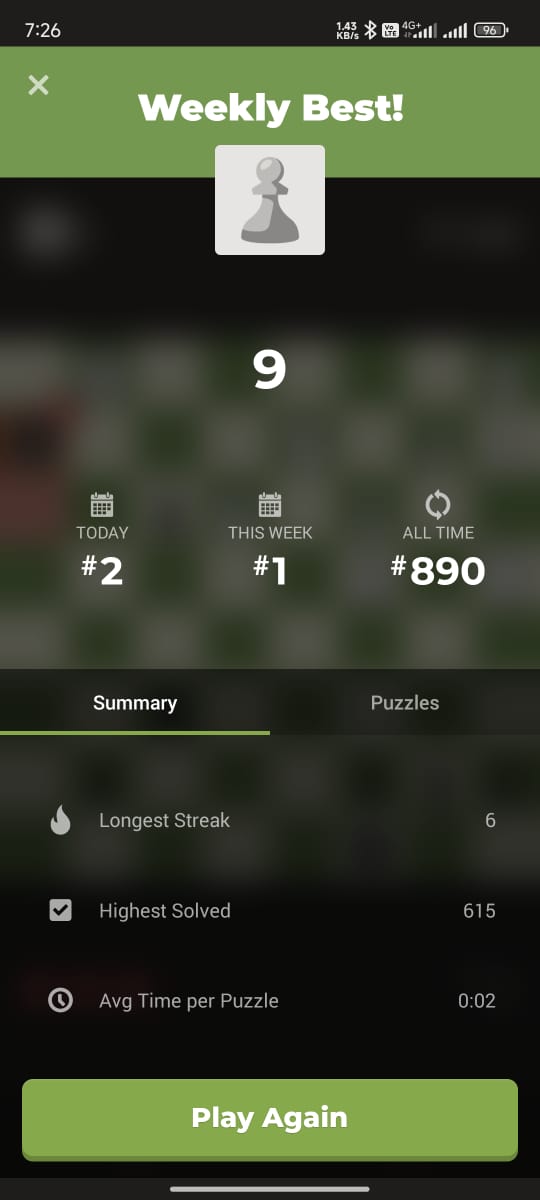 7:26
1.43
KB/s
Vo
LTE
4G+
96
Weekly Best!
9
TODAY
THIS WEEK
ALL TIME
#2
#1
#890
Summary
Puzzles
Longest Streak
6
Highest Solved
615
Avg Time per Puzzle
0:02
Play Again